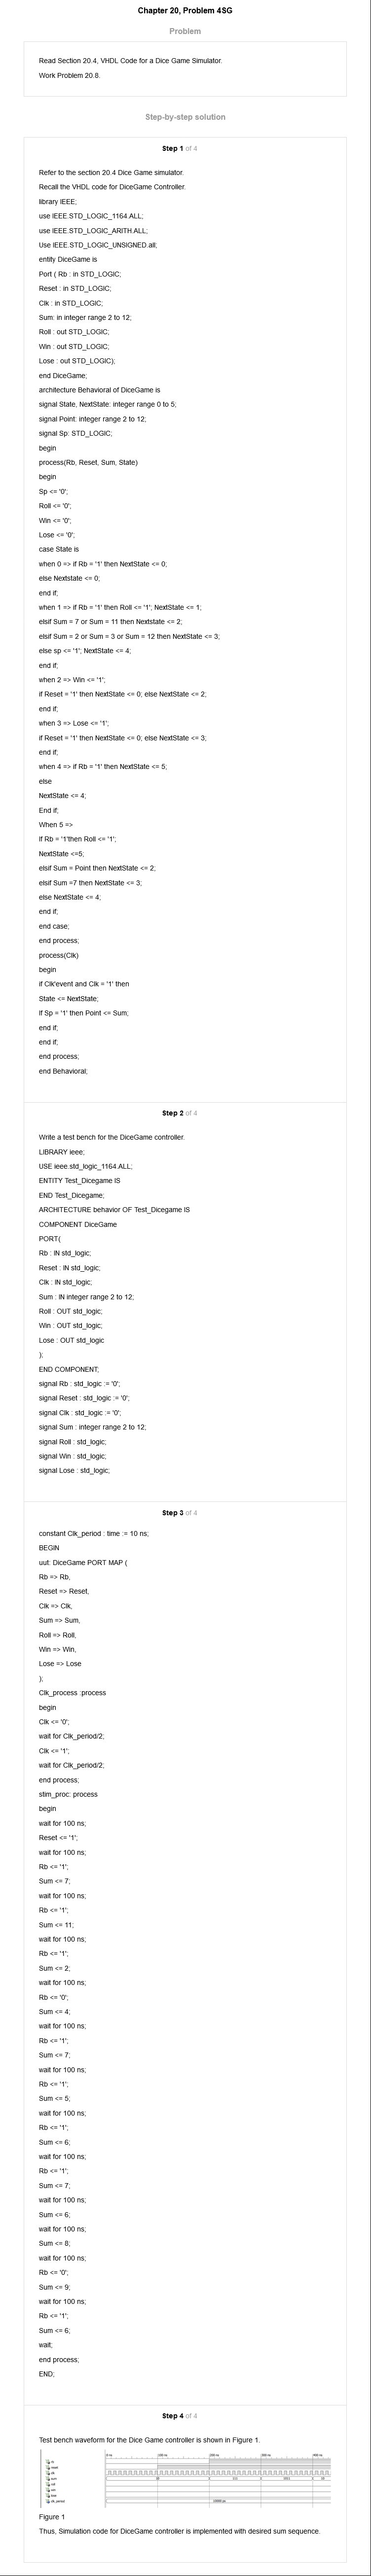 Chapter 20, Problem 4SG
Problem
Read Section 20.4, VHDL Code for a Dice Game Simulator.
Work Problem 20.8.
Step-by-step solution
Step 1 of 4
Refer to the section 20.4 Dice Game simulator.
Recall the VHDL code for DiceGame Controller.
library IEEE;
use IEEE.STD_LOGIC_1164.ALL;
use IEEE.STD_LOGIC_ARITH.ALL;
Use IEEE.STD_LOGIC_UNSIGNED.all;
entity DiceGame is
Port ( Rb : in STD_LOGIC;
Reset : in STD_LOGIC;
Clk : in STD_LOGIC;
Sum: in integer range 2 to 12;
Roll : out STD_LOGIC;
Win : out STD_LOGIC;
Lose : out STD_LOGIC);
end DiceGame;
architecture Behavioral of DiceGame is
signal State, NextState: integer range 0 to 5;
signal Point: integer range 2 to 12;
signal Sp: STD_LOGIC;
begin
process(Rb, Reset, Sum, State)
begin
Sp <= '0';
Roll <= '0';
Win <= '0';
Lose <= '0';
case State is
when 0 => if Rb = '1' then NextState <= 0;
else Nextstate <= 0;
end if;
when 1 => if Rb = '1' then Roll <= '1'; NextState <= 1;
elsif Sum = 7 or Sum = 11 then Nextstate <= 2;
elsif Sum = 2 or Sum = 3 or Sum = 12 then NextState <= 3;
else sp <= '1'; NextState <= 4;
end if;
when 2 => Win <= '1';
if Reset = '1' then NextState <= 0; else NextState <= 2;
end if;
when 3 => Lose <= '1';
if Reset = '1' then NextState <= 0; else NextState <= 3;
end if;
when 4 => if Rb = '1' then NextState <= 5;
else
NextState <= 4;
End if;
When 5 =>
If Rb = '1'then Roll <= '1';
NextState <=5;
elsif Sum = Point then NextState <= 2;
elsif Sum =7 then NextState <= 3;
else NextState <= 4;
end if;
end case;
end process;
process(Clk)
begin
if Clk'event and Clk = '1' then
State <= NextState;
If Sp = '1' then Point <= Sum;
end if;
end if;
end process;
end Behavioral;
Step 2 of 4
Write a test bench for the DiceGame controller.
LIBRARY ieee;
USE ieee.std_logic_1164.ALL;
ENTITY Test_Dicegame IS
END Test_Dicegame;
ARCHITECTURE behavior OF Test_Dicegame IS
COMPONENT DiceGame
PORT(
Rb : IN std_logic;
Reset : IN std_logic;
Clk : IN std_logic;
Sum : IN integer range 2 to 12;
Roll : OUT std_logic;
Win : OUT std_logic;
Lose : OUT std_logic
);
END COMPONENT;
signal Rb : std_logic := '0';
signal Reset : std_logic := '0';
signal Clk : std_logic := '0';
signal Sum : integer range 2 to 12;
signal Roll : std_logic;
signal Win : std_logic;
signal Lose : std_logic;
Step 3 of 4
constant Clk_period : time := 10 ns;
BEGIN
uut: DiceGame PORT MAP (
Rb => Rb,
Reset => Reset,
Clk => Clk,
Sum => Sum,
Roll => Roll,
Win => Win,
Lose => Lose
);
Clk_process :process
begin
Clk <= '0';
wait for Clk_period/2;
Clk <= '1';
wait for Clk_period/2;
end process;
stim_proc: process
begin
wait for 100 ns;
Reset <= '1';
wait for 100 ns;
Rb <= '1';
Sum <= 7;
wait for 100 ns;
Rb <= '1';
Sum <= 11;
wait for 100 ns;
Rb <= '1';
Sum <= 2;
wait for 100 ns;
Rb <= '0';
Sum <= 4;
wait for 100 ns;
Rb <= '1';
Sum <= 7;
wait for 100 ns;
Rb <= '1';
Sum <= 5;
wait for 100 ns;
Rb <= '1';
Sum <= 6;
wait for 100 ns;
Rb <= '1';
Sum <= 7;
wait for 100 ns;
Sum <= 6;
wait for 100 ns;
Sum <= 8;
wait for 100 ns;
Rb <= '0';
Sum <= 9;
wait for 100 ns;
Rb <= '1';
Sum <= 6;
wait;
end process;
END;
Step 4 of 4
Test bench waveform for the Dice Game controller is shown in Figure 1.
Figure 1
Thus, Simulation code for DiceGame controller is implemented with desired sum sequence.